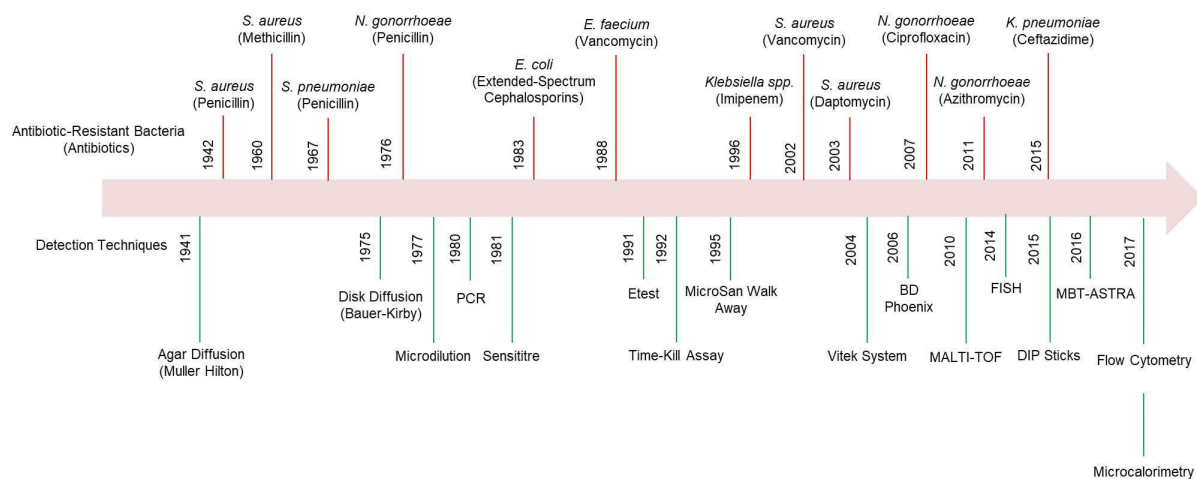 S. aureus
(Methicillin)
N. gonorrhoeae
(Penicillin)
E. faecium
(Vancomycin)
S. aureus
(Vancomycin)
N. gonorrhoeae
(Ciprofloxacin)
K. pneumoniae
(Ceftazidime)
S. aureus
(Penicillin)
S. pneumoniae
(Penicillin)
E. coli
(Extended-Spectrum
Cephalosporins)
Klebsiella spp.
(Imipenem)
S. aureus
(Daptomycin)
N. gonorrhoeae
(Azithromycin)
Antibiotic-Resistant Bacteria
(Antibiotics)
1942
1960
1967
1976
1983
1988
1996
2002
2003
2007
2011
2015
Detection Techniques
1941
1975
1977
1980
1981
1991
1992
1995
2004
2006
2010
2014
2015
2016
2017
Disk Diffusion
(Bauer-Kirby)
PCR
Etest
MicroSan Walk
Away
BD
Phoenix
FISH
MBT-ASTRA
Agar Diffusion
(Muller Hilton)
Microdilution
Sensititre
Time-Kill Assay
Vitek System
MALTI-TOF
DIP Sticks
Flow Cytometry
Microcalorimetry